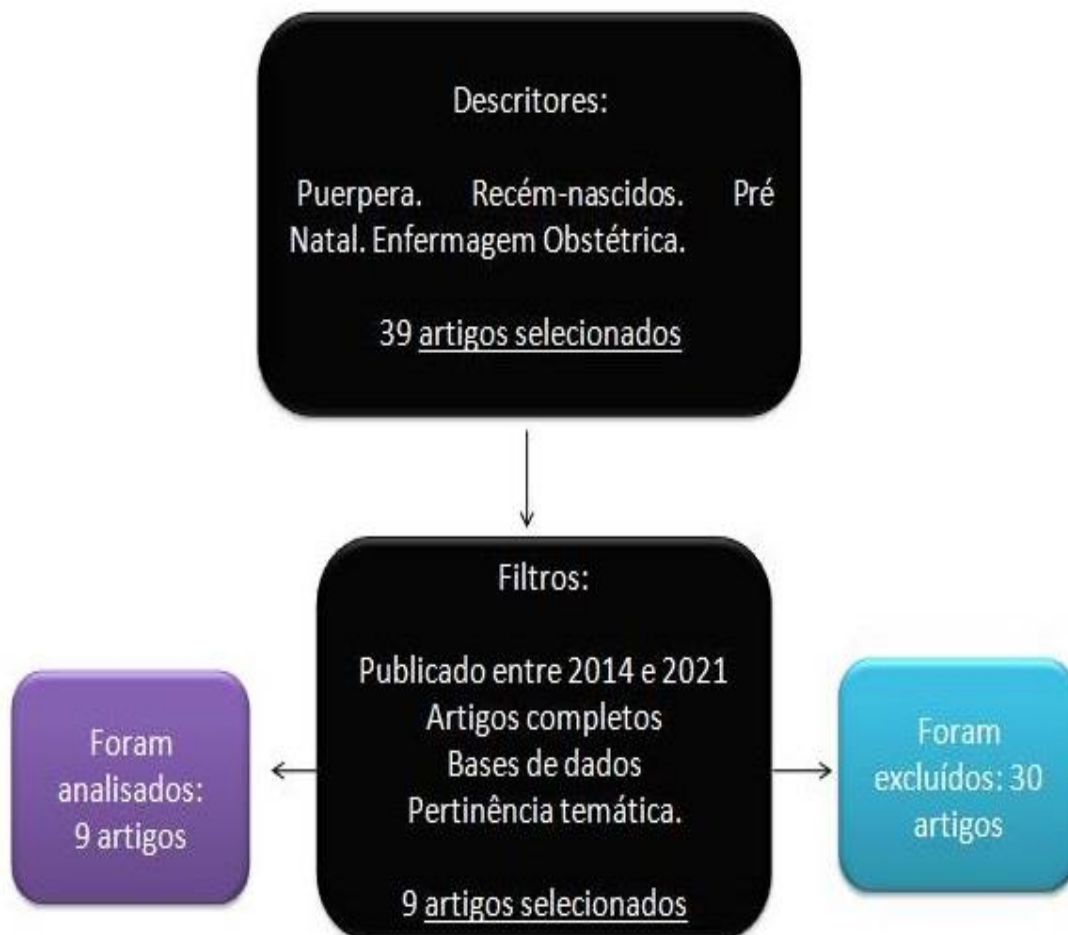 Descritores:
Puerpera. Recém-nascidos. Pré
Natal. Enfermagem Obstétrica.
39 artigos selecionados
Filtros:
Publicado entre 2014 e 2021
Artigos completos
Bases de dados
Pertinência temática.
9 artigos selecionados
Foram
analisados:
9 artigos
Foram
excluídos: 30
artigos